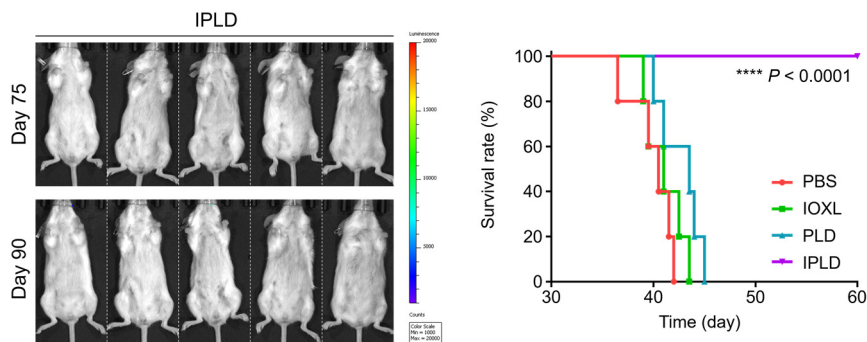 IPLD
Day 75
Day 90
Luminescence
20000
15000
10000
5000
Counts
Color Scale
Min = 1000
Max = 20000
Survival rate (%)
100
80
60
40
20
0
**** P < 0.0001
PBS
IOXL
PLD
IPLD
30
40
50
60
Time (day)